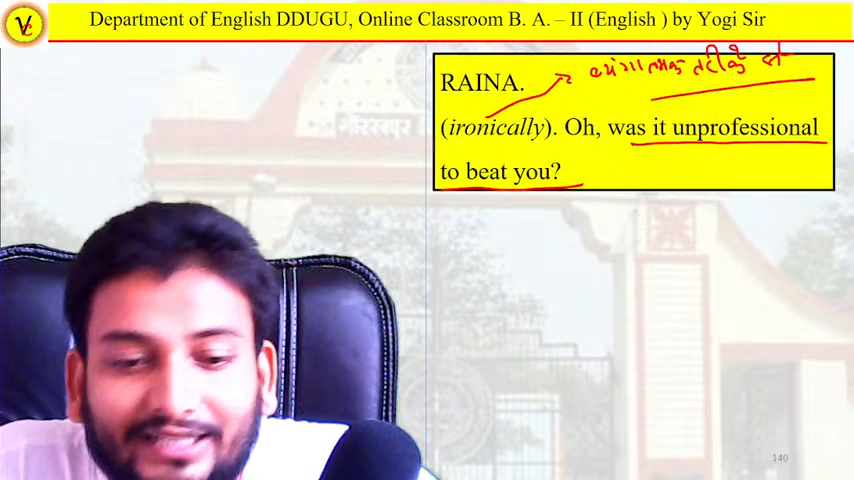 Department of English DDUGU, Online Classroom B. A. – II (English ) by Yogi Sir
RAINA.
(ironically). Oh, was it unprofessional
to beat you?
140